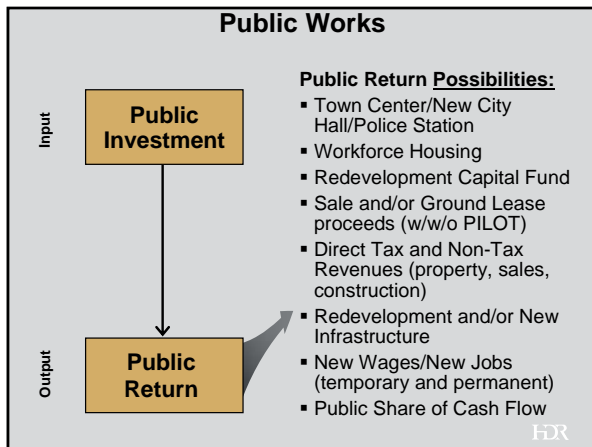 Public Works
Input
Public
Investment
Output
Public
Return
Public Return Possibilities:
▪ Town Center/New City
Hall/Police Station
▪ Workforce Housing
▪ Redevelopment Capital Fund
▪ Sale and/or Ground Lease
proceeds (w/w/o PILOT)
▪ Direct Tax and Non-Tax
Revenues (property, sales,
construction)
▪ Redevelopment and/or New
Infrastructure
▪ New Wages/New Jobs
(temporary and permanent)
▪ Public Share of Cash Flow
HDR